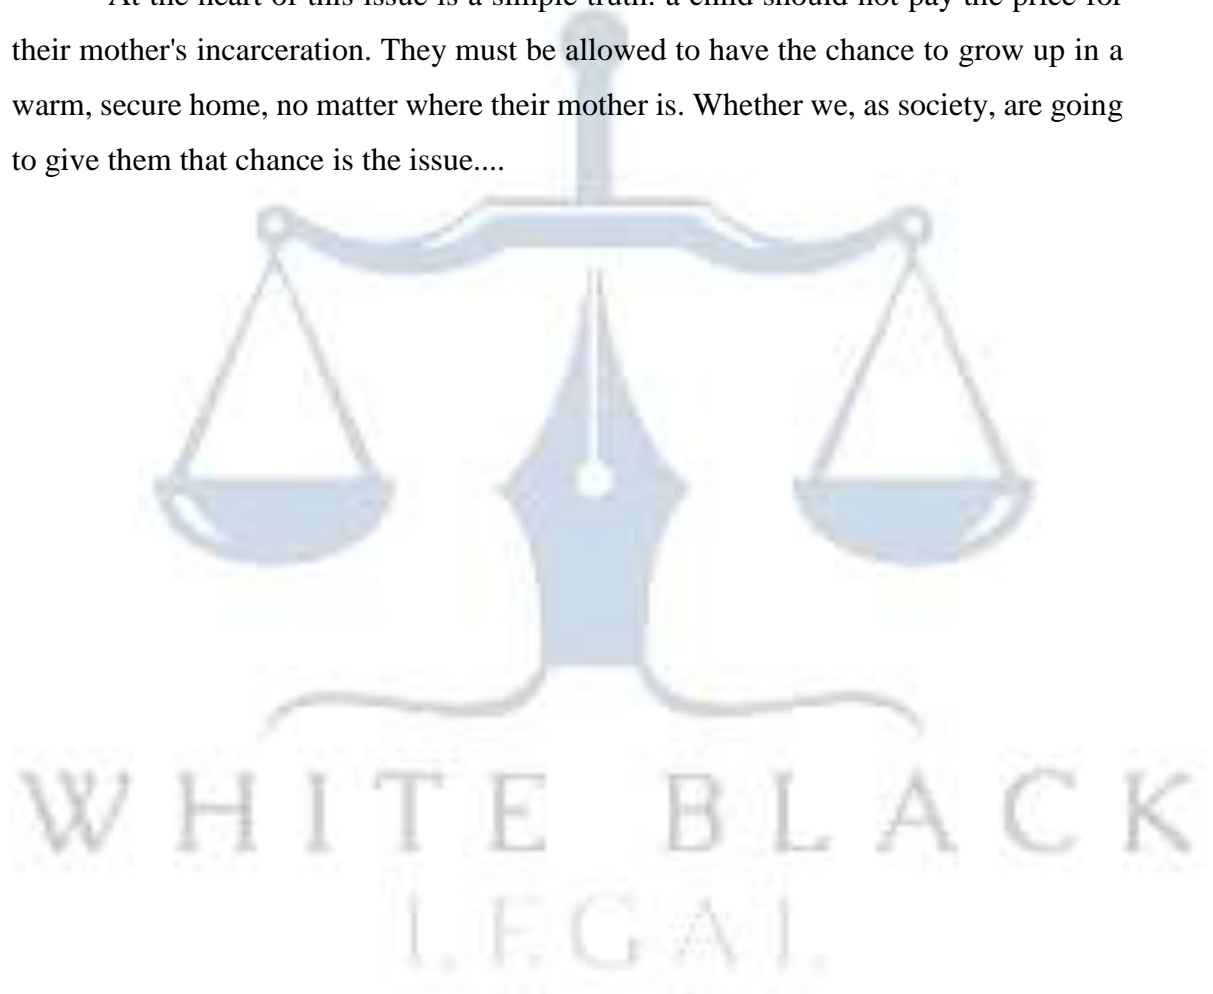 At the heart of this issue is a simple truth: a child should not pay the price for
their mother's incarceration. They must be allowed to have the chance to grow up in a
warm, secure home, no matter where their mother is. Whether we, as society, are going
to give them that chance is the issue....
WHITE BLACK
LEGAL